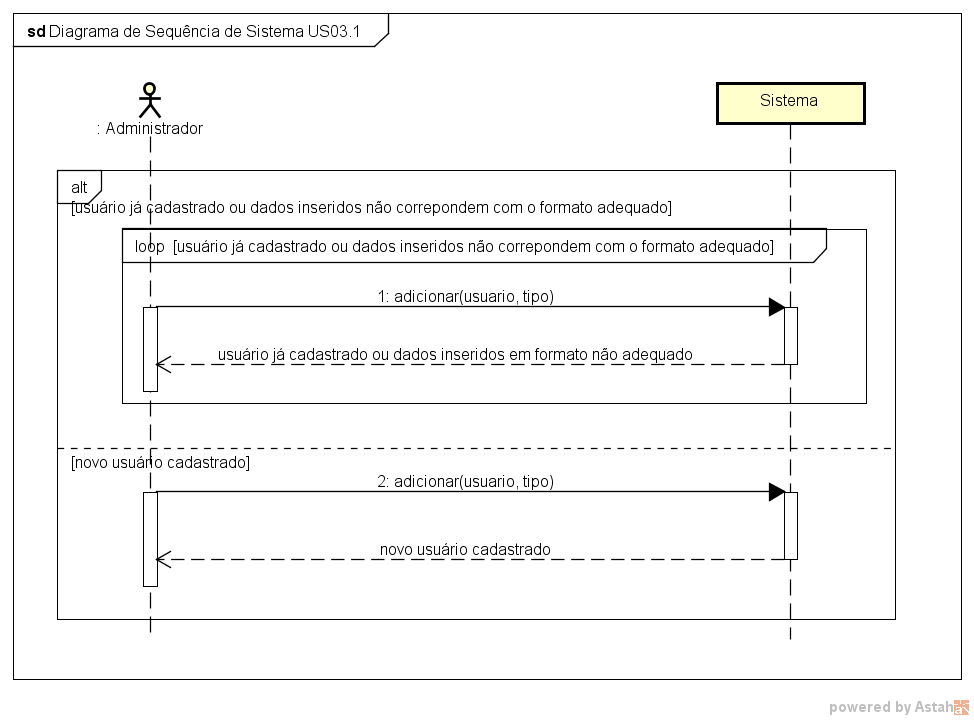 sd Diagrama de Sequência de Sistema US03.1
: Administrador
Sistema
alt
[usuário já cadastrado ou dados inseridos não correpondem com o formato adequado]
loop [usuário já cadastrado ou dados inseridos não correpondem com o formato adequado]
1: adicionar(usuario, tipo)
usuário já cadastrado ou dados inseridos em formato não adequado
[novo usuário cadastrado]
2: adicionar(usuario, tipo)
novo usuário cadastrado
powered by Astah